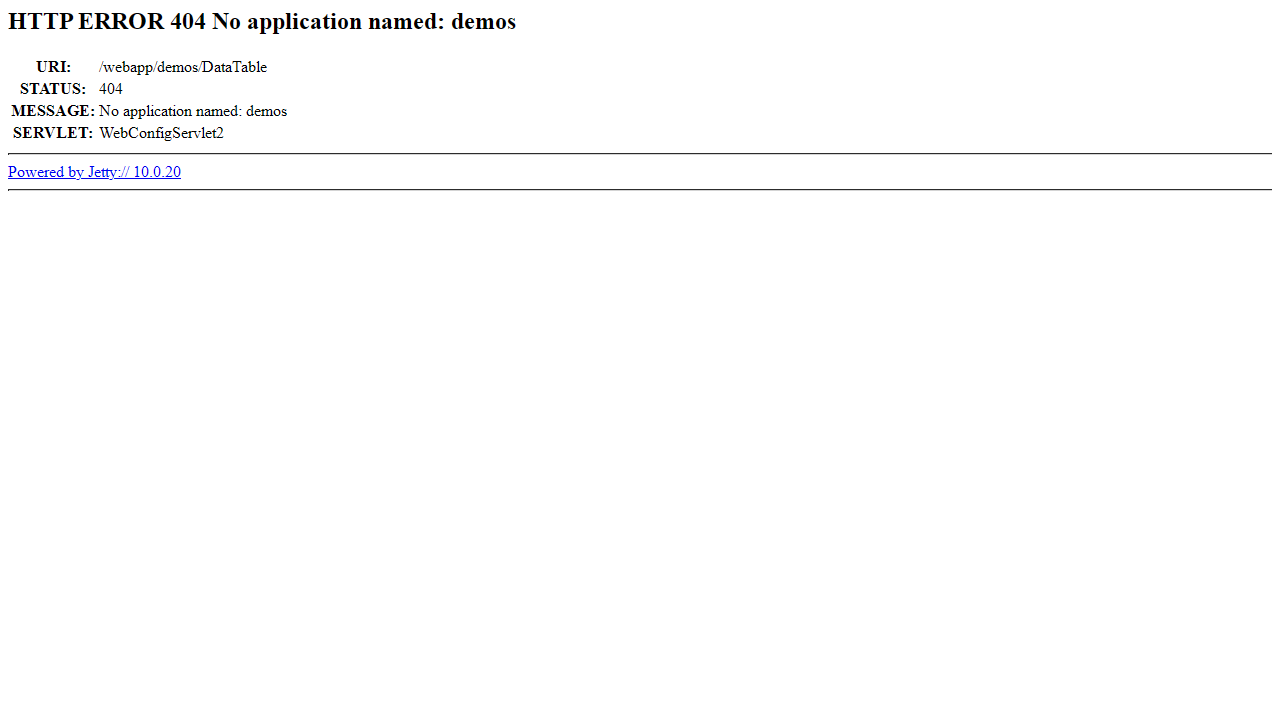 HTTP ERROR 404 No application named: demos
URI: /webapp/demos/DataTable
STATUS: 404
MESSAGE: No application named: demos
SERVLET: WebConfigServlet2
Powered by Jetty:// 10.0.20